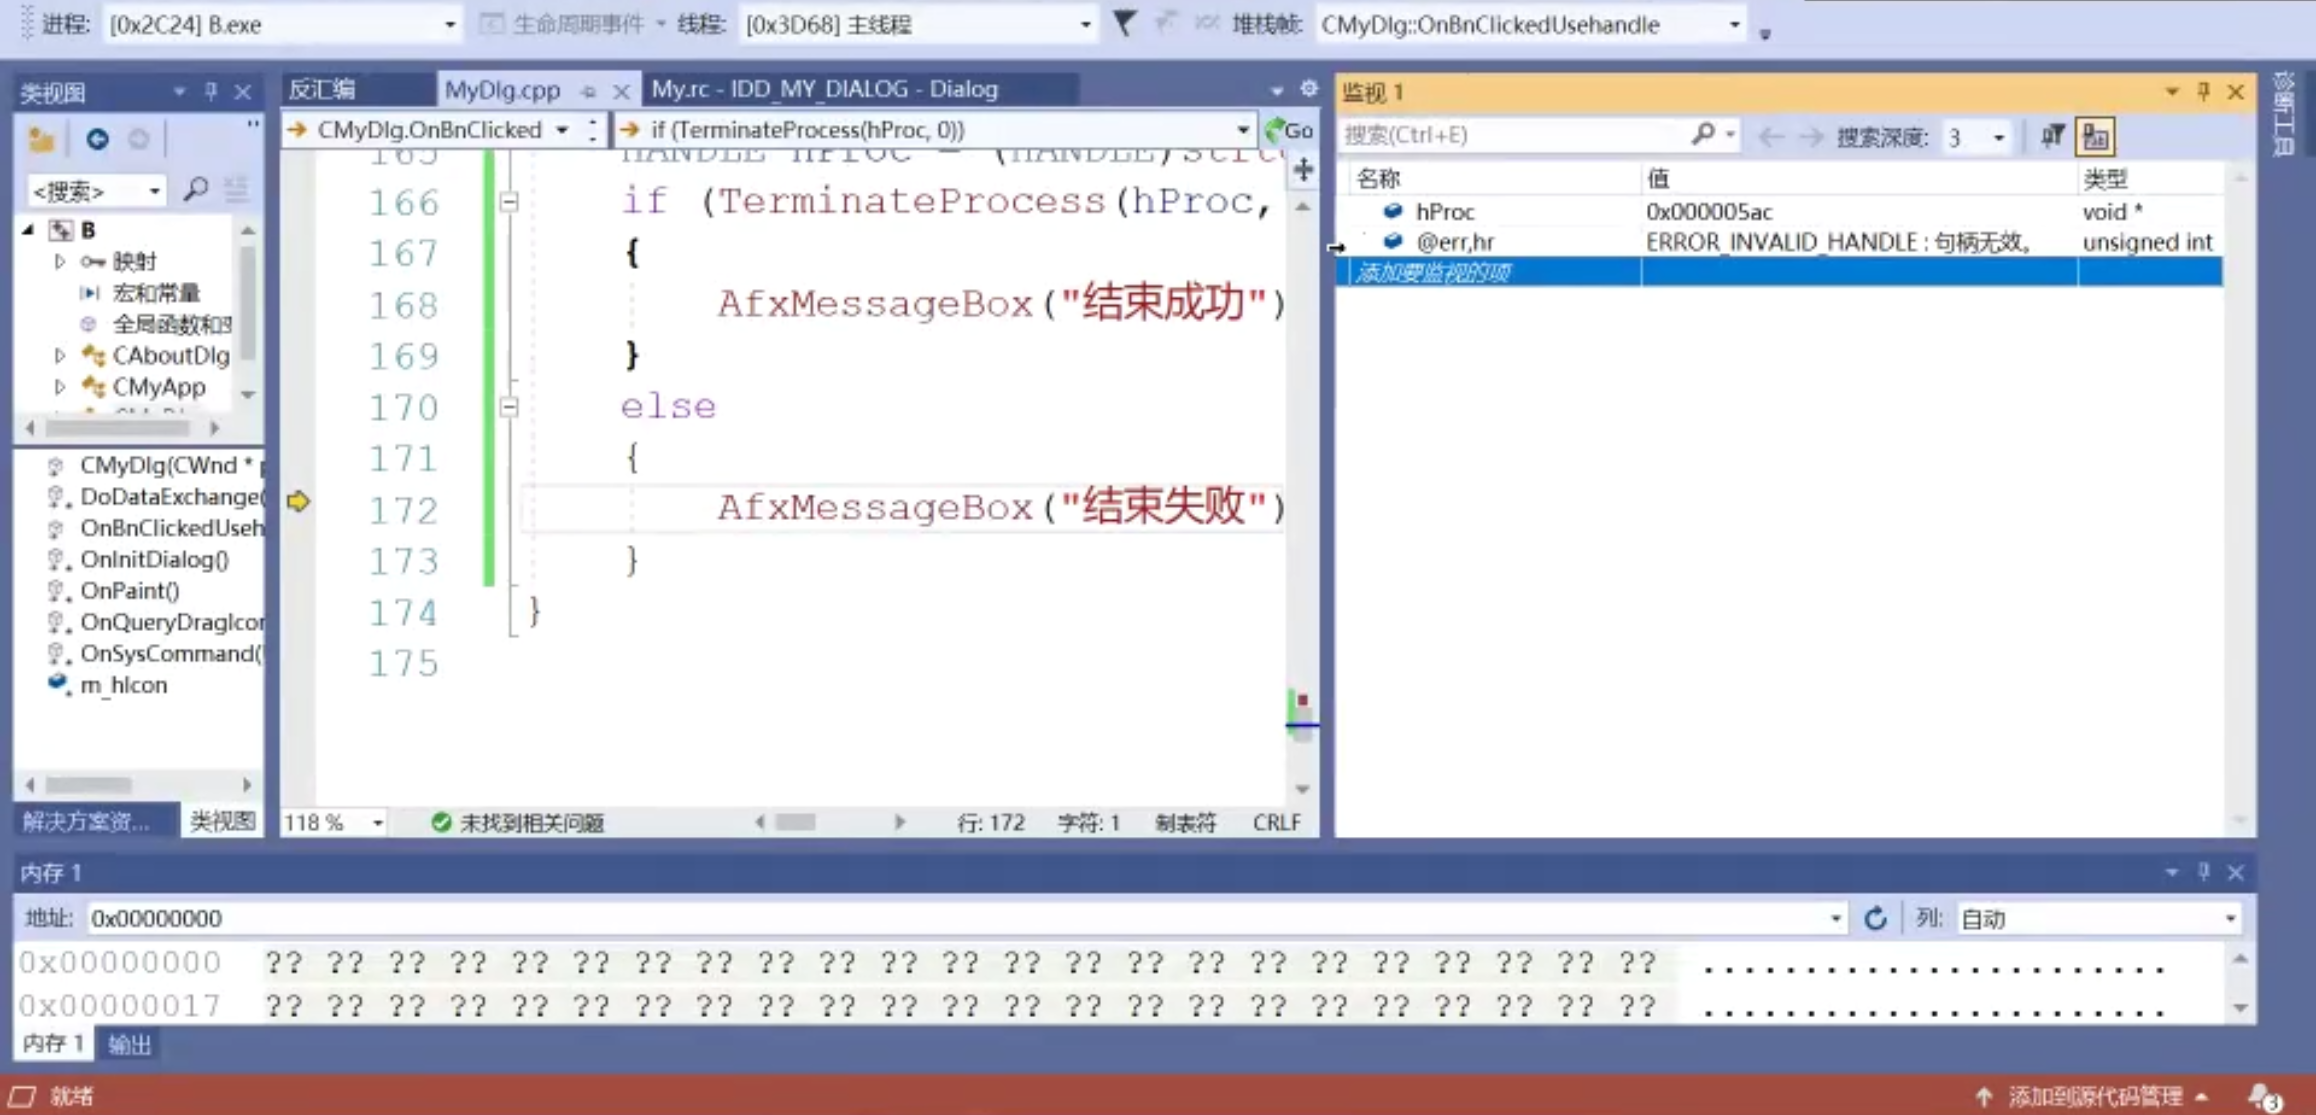 进程: [0x2C24] B.exe 生命周期事件 线程: [0x3D68] 主线程 堆栈帧: CMyDlg::OnBnClickedUsehandle
类视图
<搜索>
B
映射
宏和常量
全局函数和变
CAboutDlg
CMyApp
CMyDlg(CWnd * p
DoDataExchange(
OnBnClickedUseh
OnInitDialog()
OnPaint()
OnQueryDragIcon
OnSysCommand(
m_hIcon
解决方案资... 类视图
反汇编 MyDlg.cpp My.rc - IDD_MY_DIALOG - Dialog
CMyDlg.OnBnClicked if (TerminateProcess(hProc, 0)) Go
165 HANDLE hProc = (HANDLE)
166 if (TerminateProcess(hProc,
167 {
168 AfxMessageBox("结束成功")
169 }
170 else
171 {
172 AfxMessageBox("结束失败")
173 }
174 }
175
118 % 未找到相关问题 行: 172 字符: 1 制表符 CRLF
监视 1
搜索(Ctrl+E) 搜索深度: 3
名称 值 类型
hProc 0x000005ac void *
@err,hr ERROR_INVALID_HANDLE : 句柄无效。 unsigned int
添加要监视的项
诊断工具
内存 1
地址: 0x00000000 列: 自动
0x00000000 ?? ?? ?? ?? ?? ?? ?? ?? ?? ?? ?? ?? ?? ?? ?? ?? ?? ?? ?? ?? ?? ?? ?? .......................
0x00000017 ?? ?? ?? ?? ?? ?? ?? ?? ?? ?? ?? ?? ?? ?? ?? ?? ?? ?? ?? ?? ?? ?? ?? .......................
内存 1 输出
就绪 添加到源代码管理 3